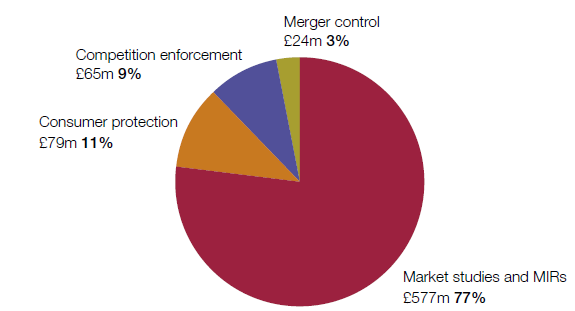 Merger control
£24m 3%
Competition enforcement
£65m 9%
Consumer protection
£79m 11%
Market studies and MIRs
£577m 77%